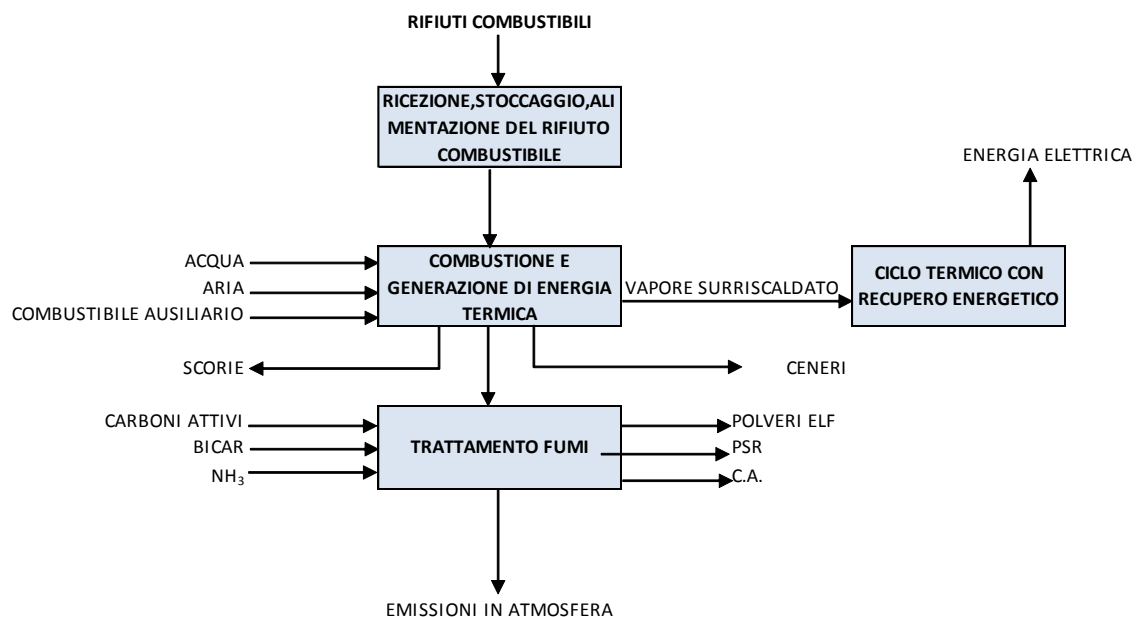 RIFIUTI COMBUSTIBILI
RICEZIONE,STOCCAGGIO,ALI
MENTAZIONE DEL RIFIUTO
COMBUSTIBILE
ENERGIA ELETTRICA
ACQUA
ARIA
COMBUSTIBILE AUSILIARIO
COMBUSTIONE E
GENERAZIONE DI ENERGIA
TERMICA
VAPORE SURRISCALDATO
CICLO TERMICO CON
RECUPERO ENERGETICO
SCORIE
CENERI
CARBONI ATTIVI
BICAR
NH₃
TRATTAMENTO FUMI
POLVERI ELF
PSR
C.A.
EMISSIONI IN ATMOSFERA